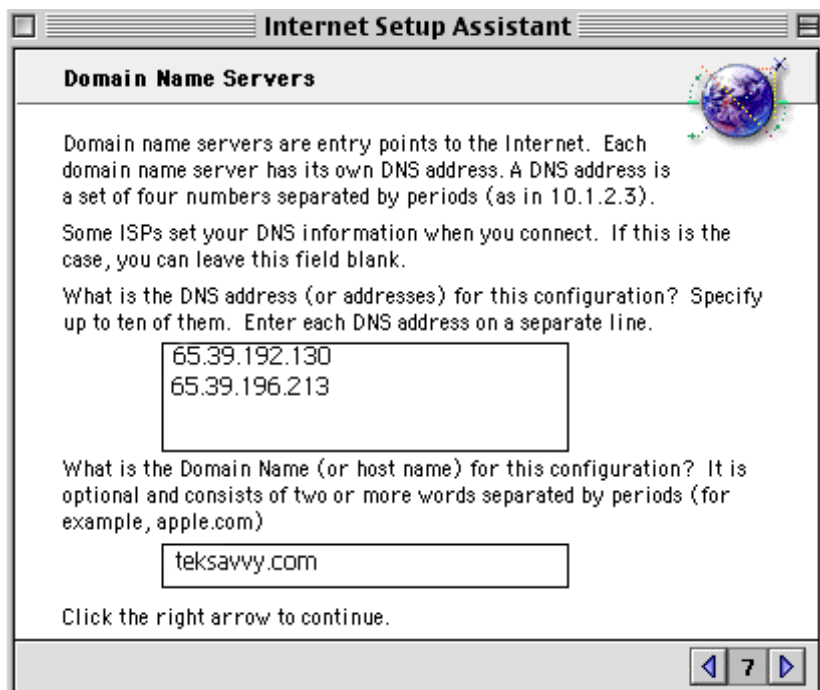 Internet Setup Assistant
Domain Name Servers
Domain name servers are entry points to the Internet. Each
domain name server has its own DNS address. A DNS address is
a set of four numbers separated by periods (as in 10.1.2.3).
Some ISPs set your DNS information when you connect. If this is the
case, you can leave this field blank.
What is the DNS address (or addresses) for this configuration? Specify
up to ten of them. Enter each DNS address on a separate line.
65.39.192.130
65.39.196.213
What is the Domain Name (or host name) for this configuration? It is
optional and consists of two or more words separated by periods (for
example, apple.com)
teksavvy.com
Click the right arrow to continue.
7